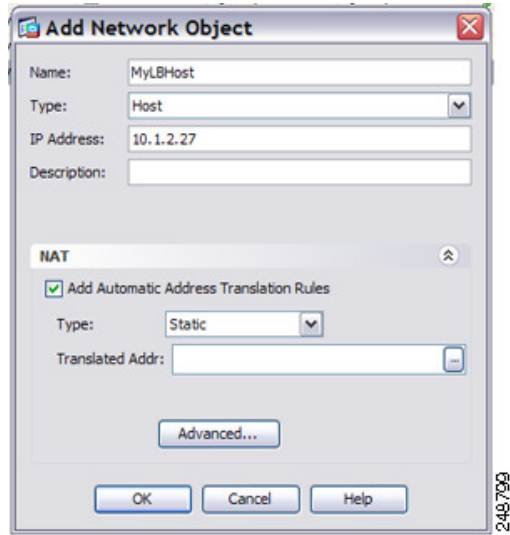 Add Network Object
Name: MyLBHost
Type: Host
IP Address: 10.1.2.27
Description:
NAT
Add Automatic Address Translation Rules
Type: Static
Translated Addr: ...
Advanced...
OK Cancel Help
248799